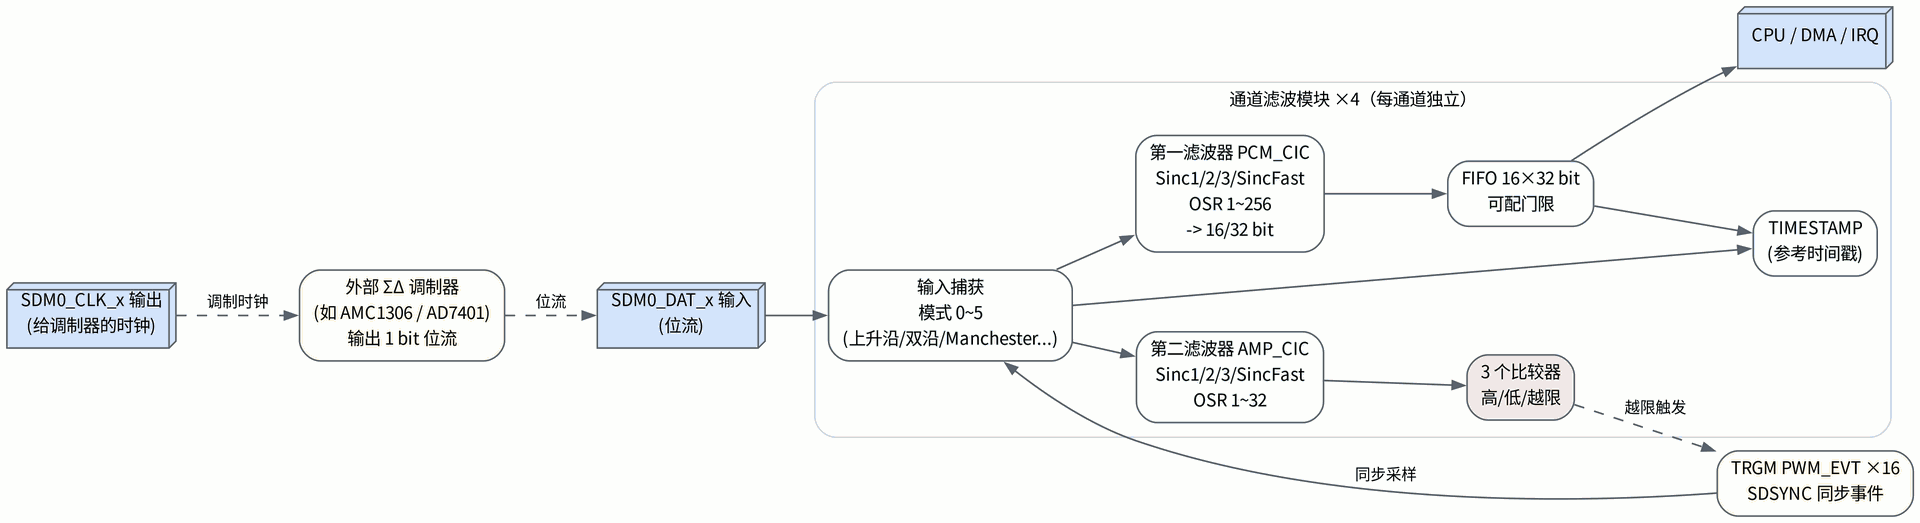 CPU / DMA / IRQ
通道滤波模块 ×4（每通道独立）
第一滤波器 PCM_CIC
Sinc1/2/3/SincFast
OSR 1~256
-> 16/32 bit
FIFO 16×32 bit
可配门限
TIMESTAMP
(参考时间戳)
SDM0_CLK_x 输出
(给调制器的时钟)
调制时钟
外部 ΣΔ 调制器
(如 AMC1306 / AD7401)
输出 1 bit 位流
位流
SDM0_DAT_x 输入
(位流)
输入捕获
模式 0~5
(上升沿/双沿/Manchester...)
第二滤波器 AMP_CIC
Sinc1/2/3/SincFast
OSR 1~32
3 个比较器
高/低/越限
越限触发
同步采样
TRGM PWM_EVT ×16
SDSYNC 同步事件